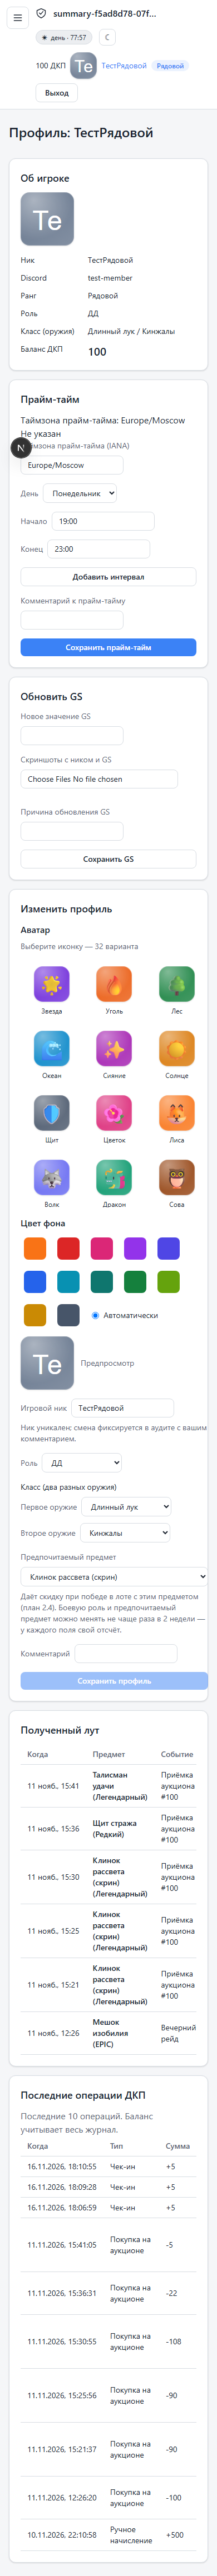 summary-f5ad8d78-07f...
день · 77:57
100 ДКП Te ТестРядовой Рядовой
Выход
Профиль: ТестРядовой
Об игроке
Te
Ник ТестРядовой
Discord test-member
Ранг Рядовой
Роль ДД
Класс (оружия) Длинный лук / Кинжалы
Баланс ДКП 100
Прайм-тайм
Таймзона прайм-тайма: Europe/Moscow
Не указан
N
прайм-тайма (IANA)
Europe/Moscow
День Понедельник
Начало 19:00
Конец 23:00
Добавить интервал
Комментарий к прайм-тайму
Сохранить прайм-тайм
Обновить GS
Новое значение GS
Скриншоты с ником и GS
Choose Files No file chosen
Причина обновления GS
Сохранить GS
Изменить профиль
Аватар
Выберите иконку — 32 варианта
Звезда Уголь Лес
Океан Сияние Солнце
Щит Цветок Лиса
Волк Дракон Сова
Цвет фона
Автоматически
Te Предпросмотр
Игровой ник ТестРядовой
Ник уникален; смена фиксируется в аудите с вашим
комментарием.
Роль ДД
Класс (два разных оружия)
Первое оружие Длинный лук
Второе оружие Кинжалы
Предпочитаемый предмет
Клинок рассвета (скрин)
Даёт скидку при победе в лоте с этим предметом
(план 2.4). Боевую роль и предпочитаемый
предмет можно менять не чаще раза в 2 недели —
у каждого поля свой отсчёт.
Комментарий
Сохранить профиль
Полученный лут
Когда Предмет Событие
11 нояб., 15:41 Талисман удачи (Легендарный) Приёмка аукциона #100
11 нояб., 15:36 Щит стража (Редкий) Приёмка аукциона #100
11 нояб., 15:30 Клинок рассвета (скрин) (Легендарный) Приёмка аукциона #100
11 нояб., 15:25 Клинок рассвета (скрин) (Легендарный) Приёмка аукциона #100
11 нояб., 15:21 Клинок рассвета (скрин) (Легендарный) Приёмка аукциона #100
11 нояб., 12:26 Мешок изобилия (EPIC) Вечерний рейд
Последние операции ДКП
Последние 10 операций. Баланс
учитывает весь журнал.
Когда Тип Сумма
16.11.2026, 18:10:55 Чек-ин +5
16.11.2026, 18:09:28 Чек-ин +5
16.11.2026, 18:06:59 Чек-ин +5
11.11.2026, 15:41:05 Покупка на аукционе -5
11.11.2026, 15:36:31 Покупка на аукционе -22
11.11.2026, 15:30:55 Покупка на аукционе -108
11.11.2026, 15:25:56 Покупка на аукционе -90
11.11.2026, 15:21:37 Покупка на аукционе -90
11.11.2026, 12:26:20 Покупка на аукционе -100
10.11.2026, 22:10:58 Ручное начисление +500